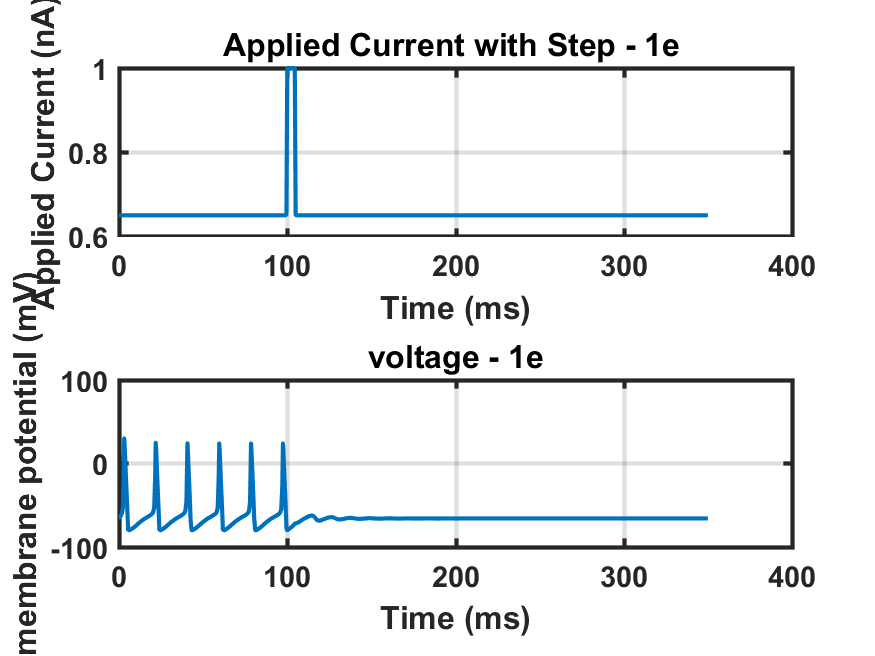 Applied Current with Step - 1e
Applied Current (nA)
1
0.8
0.6
0 100 200 300 400
Time (ms)
voltage - 1e
membrane potential (mV)
100
0
-100
0 100 200 300 400
Time (ms)